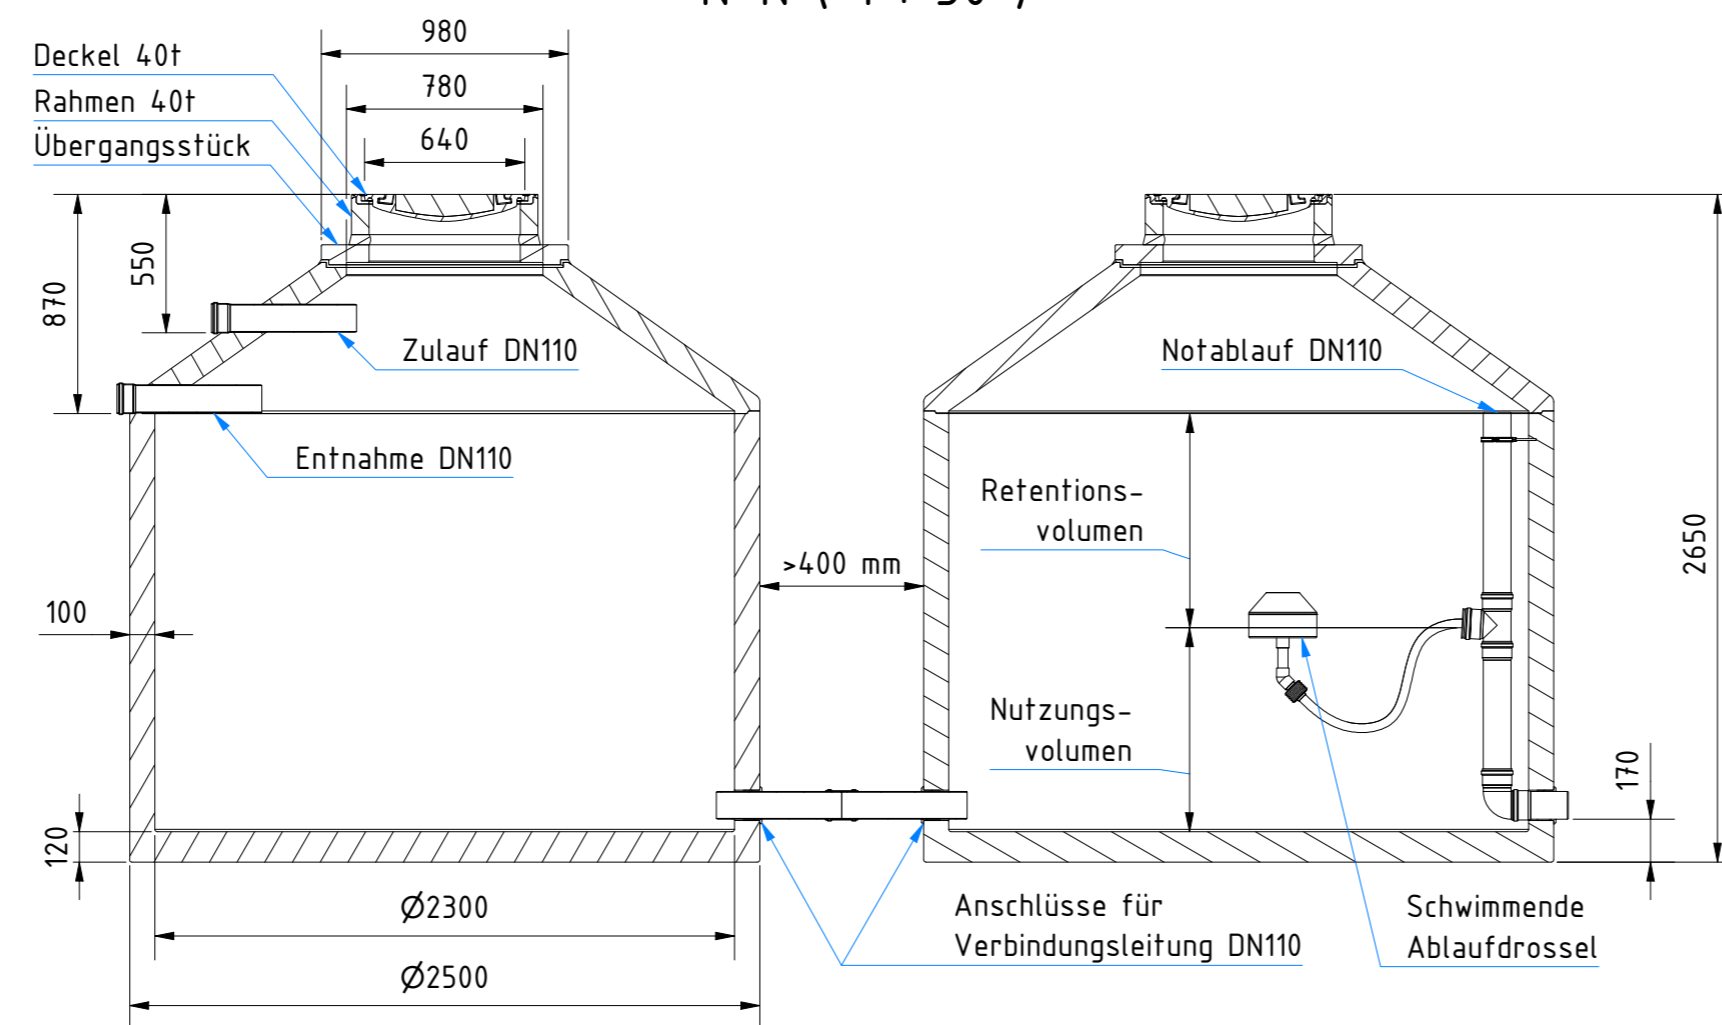 980
Deckel 40t
780
Rahmen 40t
640
Übergangsstück
550
870
Zulauf DN110
Notablauf DN110
Entnahme DN110
Retentions-
volumen
2650
>400 mm
100
Nutzungs-
volumen
170
120
Ø2300
Anschlüsse für
Verbindungsleitung DN110
Schwimmende
Ablaufdrossel
Ø2500